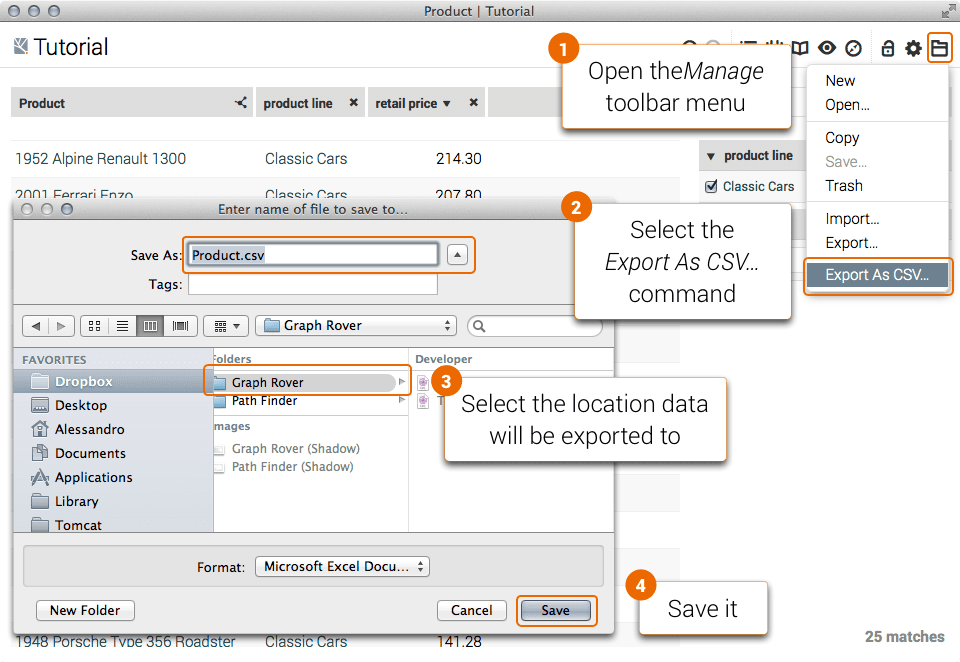 Product | Tutorial
Tutorial
1
Open theManage
toolbar menu
New
Open...
Copy
Save...
Trash
Import...
Export...
Export As CSV...
Product
product line
retail price
product line
Classic Cars
1952 Alpine Renault 1300
Classic Cars
214.30
2001 Ferrari Enzo
Classic Cars
207.80
2
Select the
Export As CSV...
command
Enter name of file to save to...
Save As:
Product.csv
Tags:
Graph Rover
FAVORITES
Dropbox
Desktop
Alessandro
Documents
Applications
Library
Tomcat
olders
Graph Rover
Path Finder
mages
Graph Rover (Shadow)
Path Finder (Shadow)
Developer
3
Select the location data
will be exported to
Format:
Microsoft Excel Docu...
New Folder
Cancel
Save
4
Save it
1948 Porsche Type 356 Roadster
Classic Cars
141.28
25 matches